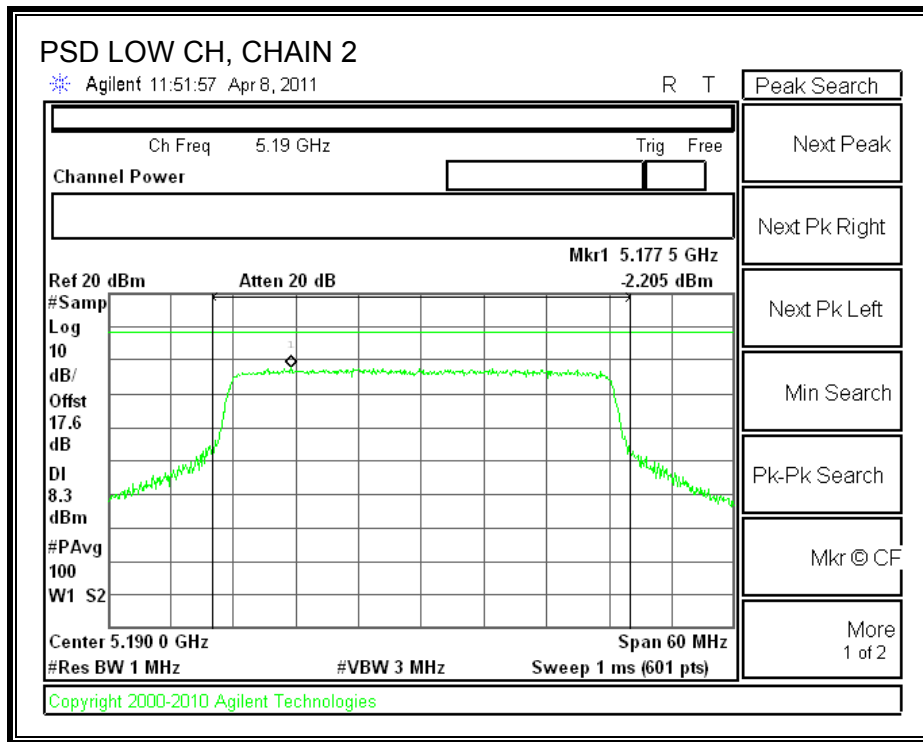 PSD LOW CH, CHAIN 2
Agilent 11:51:57 Apr 8, 2011 R T
Peak Search
Ch Freq 5.19 GHz Trig Free
Channel Power
Next Peak
Next Pk Right
Mkr1 5.177 5 GHz
Ref 20 dBm Atten 20 dB -2.205 dBm
#Samp
Log
10
dB/
Offst
17.6
dB
DI
8.3
dBm
#PAvg
100
W1 S2
1
Next Pk Left
Min Search
Pk-Pk Search
Mkr © CF
More
1 of 2
Center 5.190 0 GHz Span 60 MHz
#Res BW 1 MHz #VBW 3 MHz Sweep 1 ms (601 pts)
Copyright 2000-2010 Agilent Technologies